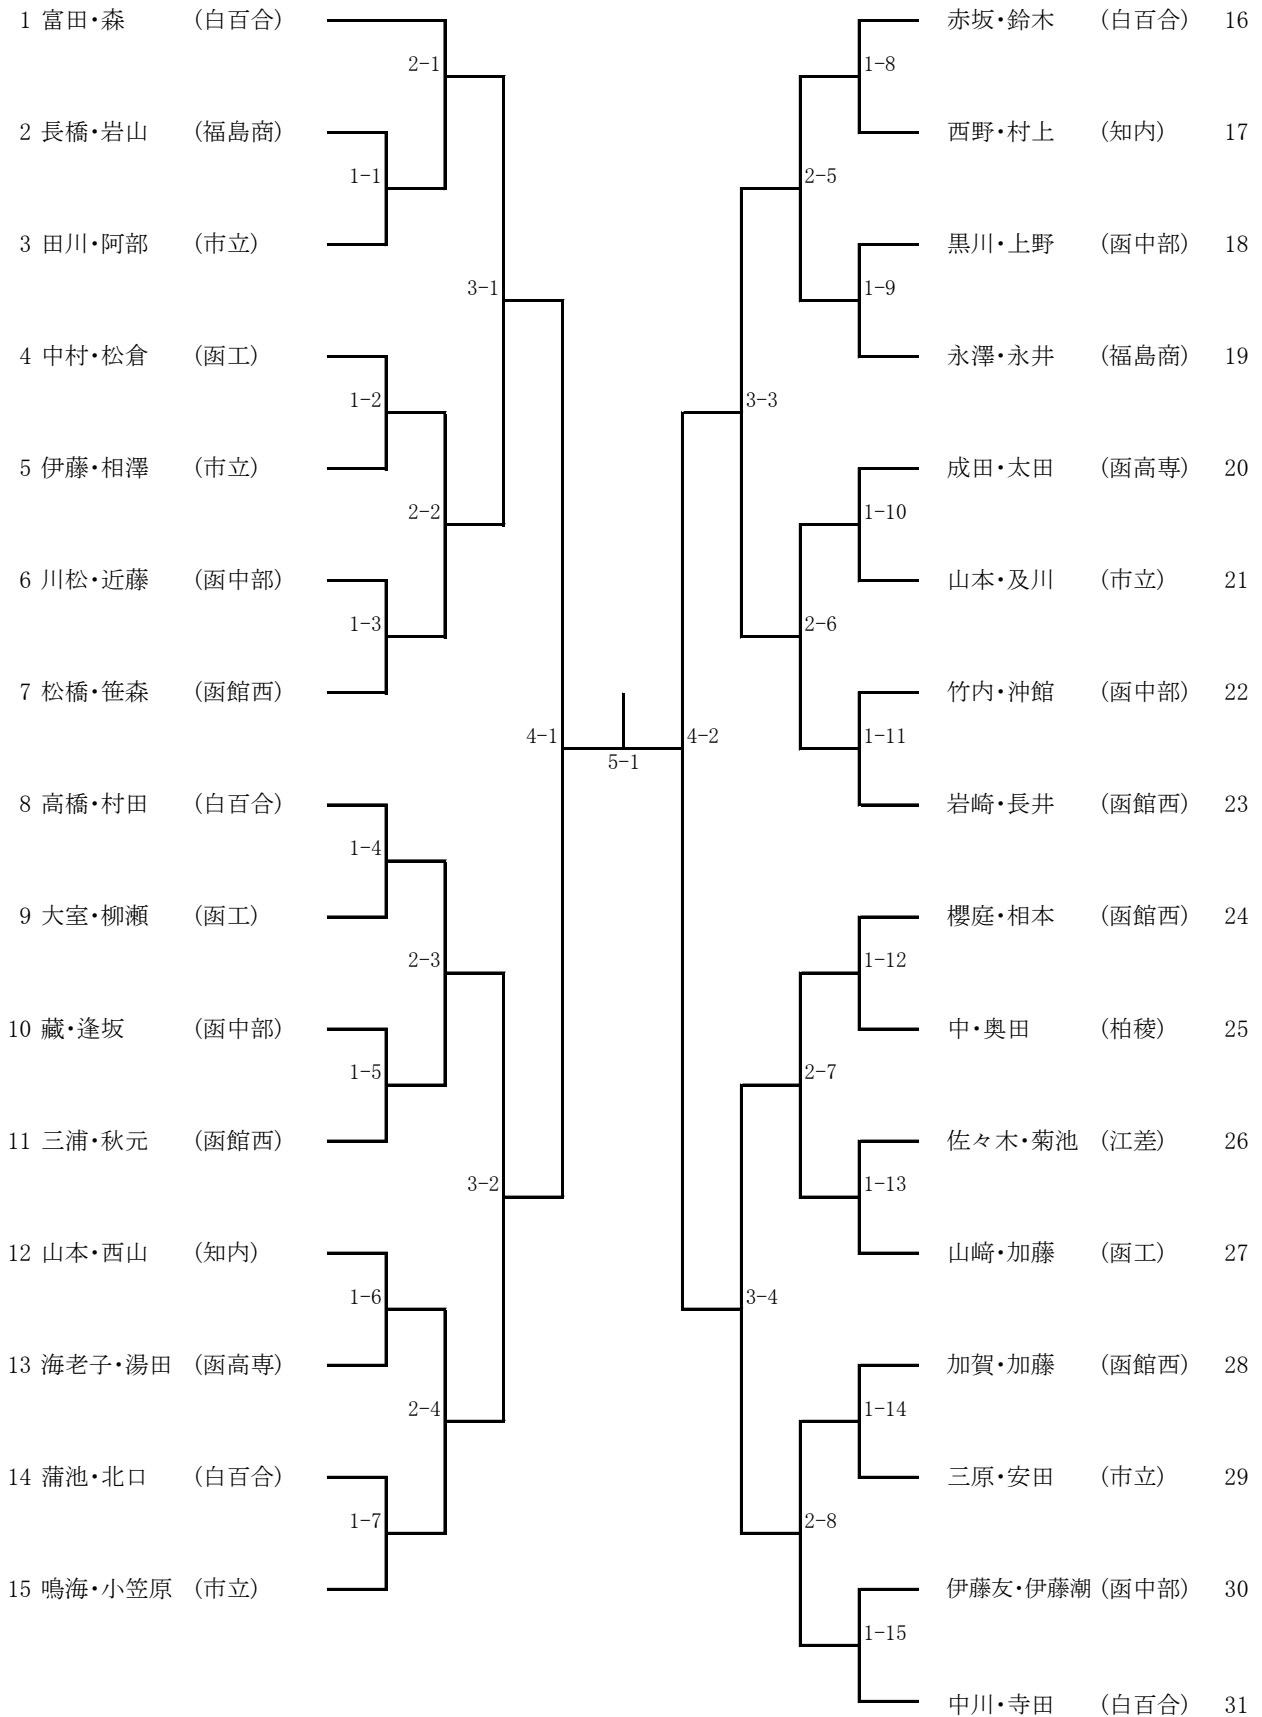 1 富田・森 (白百合)
2-1
2 長橋・岩山 (福島商)
1-1
3 田川・阿部 (市立)
3-1
4 中村・松倉 (函工)
1-2
5 伊藤・相澤 (市立)
2-2
6 川松・近藤 (函中部)
1-3
7 松橋・笹森 (函館西)
4-1
8 高橋・村田 (白百合)
1-4
9 大室・柳瀬 (函工)
2-3
10 藏・逢坂 (函中部)
1-5
11 三浦・秋元 (函館西)
3-2
12 山本・西山 (知内)
1-6
13 海老子・湯田 (函高専)
2-4
14 蒲池・北口 (白百合)
1-7
15 鳴海・小笠原 (市立)
5-1
赤坂・鈴木 (白百合) 16
1-8
西野・村上 (知内) 17
2-5
黒川・上野 (函中部) 18
1-9
永澤・永井 (福島商) 19
3-3
成田・太田 (函高専) 20
1-10
山本・及川 (市立) 21
2-6
竹内・沖館 (函中部) 22
1-11
4-2
岩崎・長井 (函館西) 23
櫻庭・相本 (函館西) 24
1-12
中・奥田 (柏稜) 25
2-7
佐々木・菊池 (江差) 26
1-13
山﨑・加藤 (函工) 27
3-4
加賀・加藤 (函館西) 28
1-14
三原・安田 (市立) 29
2-8
伊藤友・伊藤潮 (函中部) 30
1-15
中川・寺田 (白百合) 31